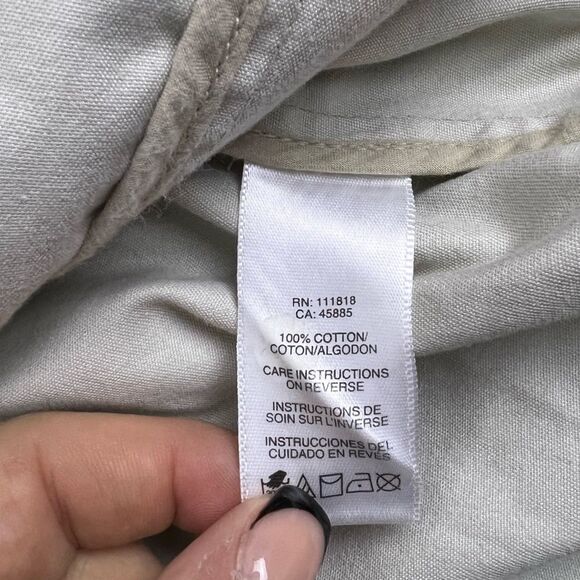 RN: 111818
CA: 45885
100% COTTON/
COTON/ALGODON
CARE INSTRUCTIONS
ON REVERSE
INSTRUCTIONS DE
SOIN SUR L'INVERSE
INSTRUCCIONES DEL
CUIDADO EN REVES